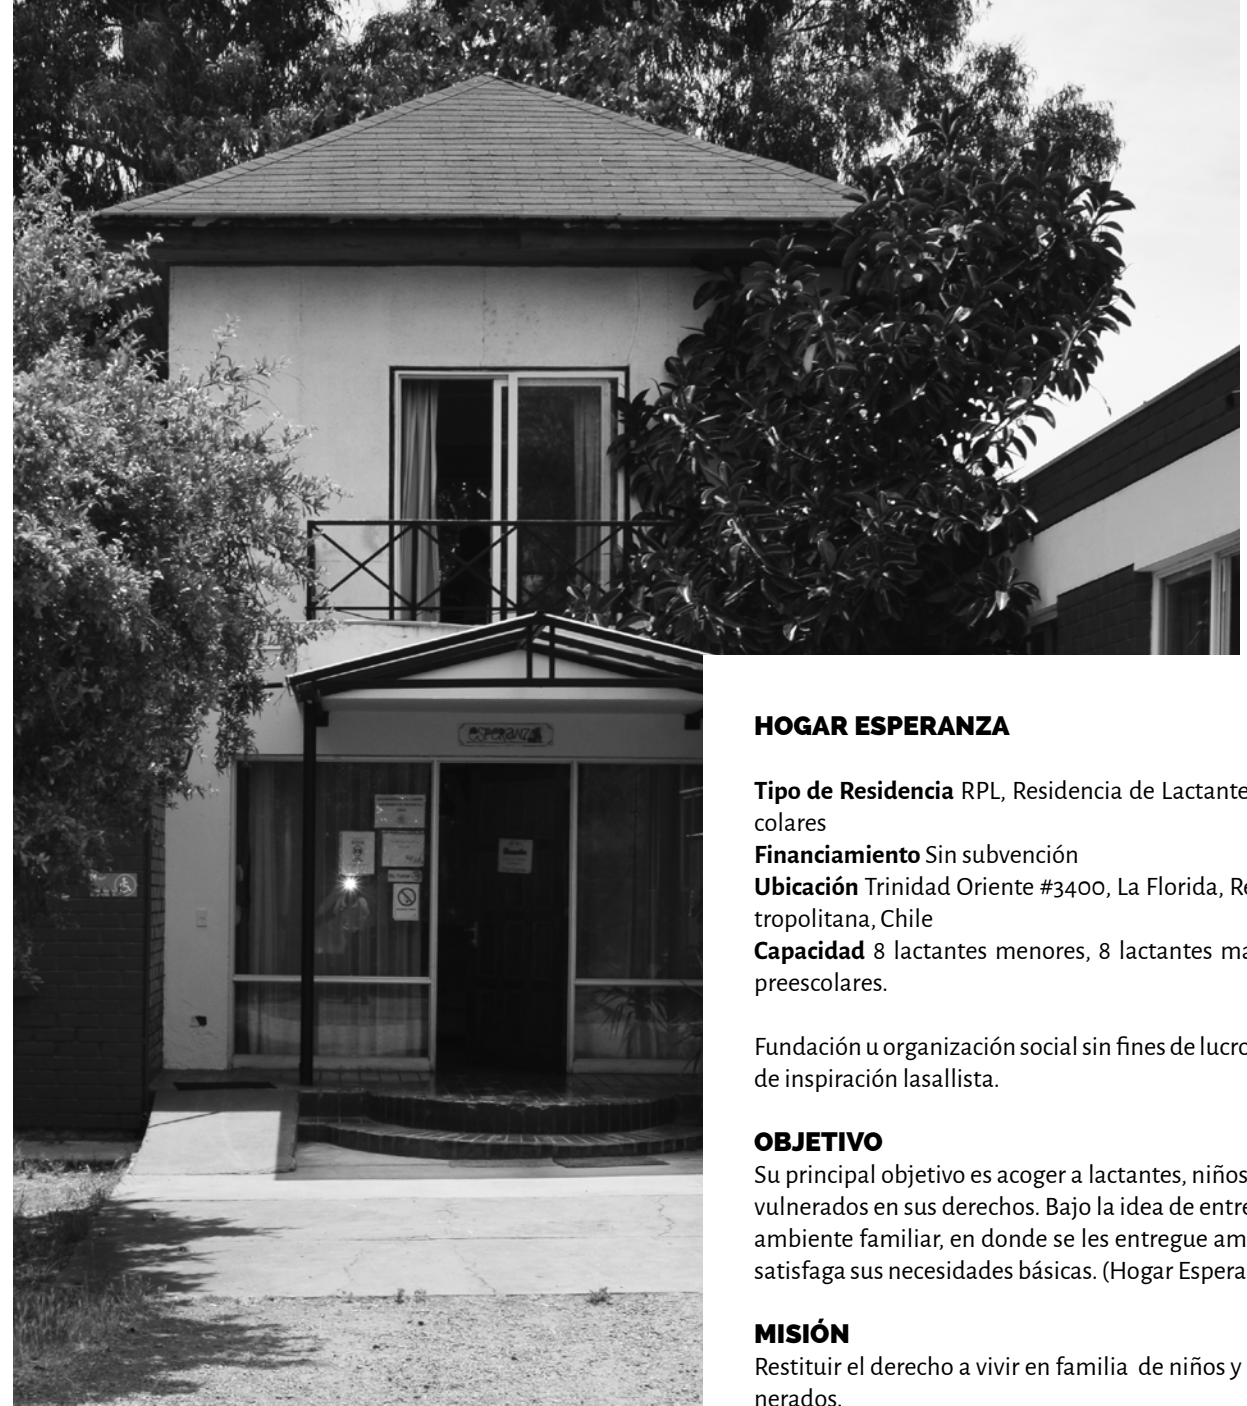 esperanza
HOGAR ESPERANZA
Tipo de Residencia RPL, Residencia de Lactante
colares
Financiamiento Sin subvención
Ubicación Trinidad Oriente #3400, La Florida, Re
tropolitana, Chile
Capacidad 8 lactantes menores, 8 lactantes ma
preescolares.
Fundación u organización social sin fines de lucro
de inspiración lasallista.
OBJETIVO
Su principal objetivo es acoger a lactantes, niños
vulnerados en sus derechos. Bajo la idea de entre
ambiente familiar, en donde se les entregue am
satisfaga sus necesidades básicas. (Hogar Espera
MISIÓN
Restituir el derecho a vivir en familia de niños y
nerados.